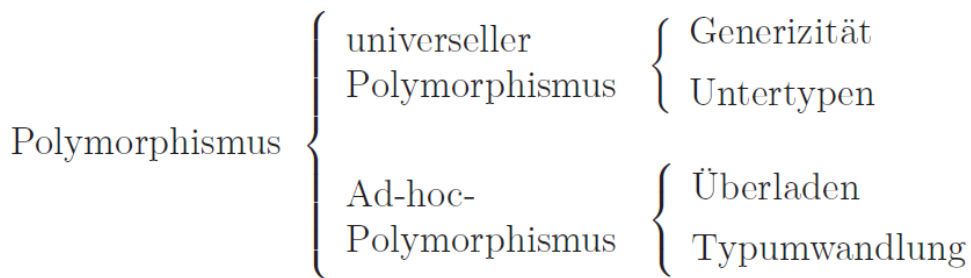 Polymorphismus
universeller
Polymorphismus
Generizität
Untertypen
Ad-hoc-
Polymorphismus
Überladen
Typumwandlung